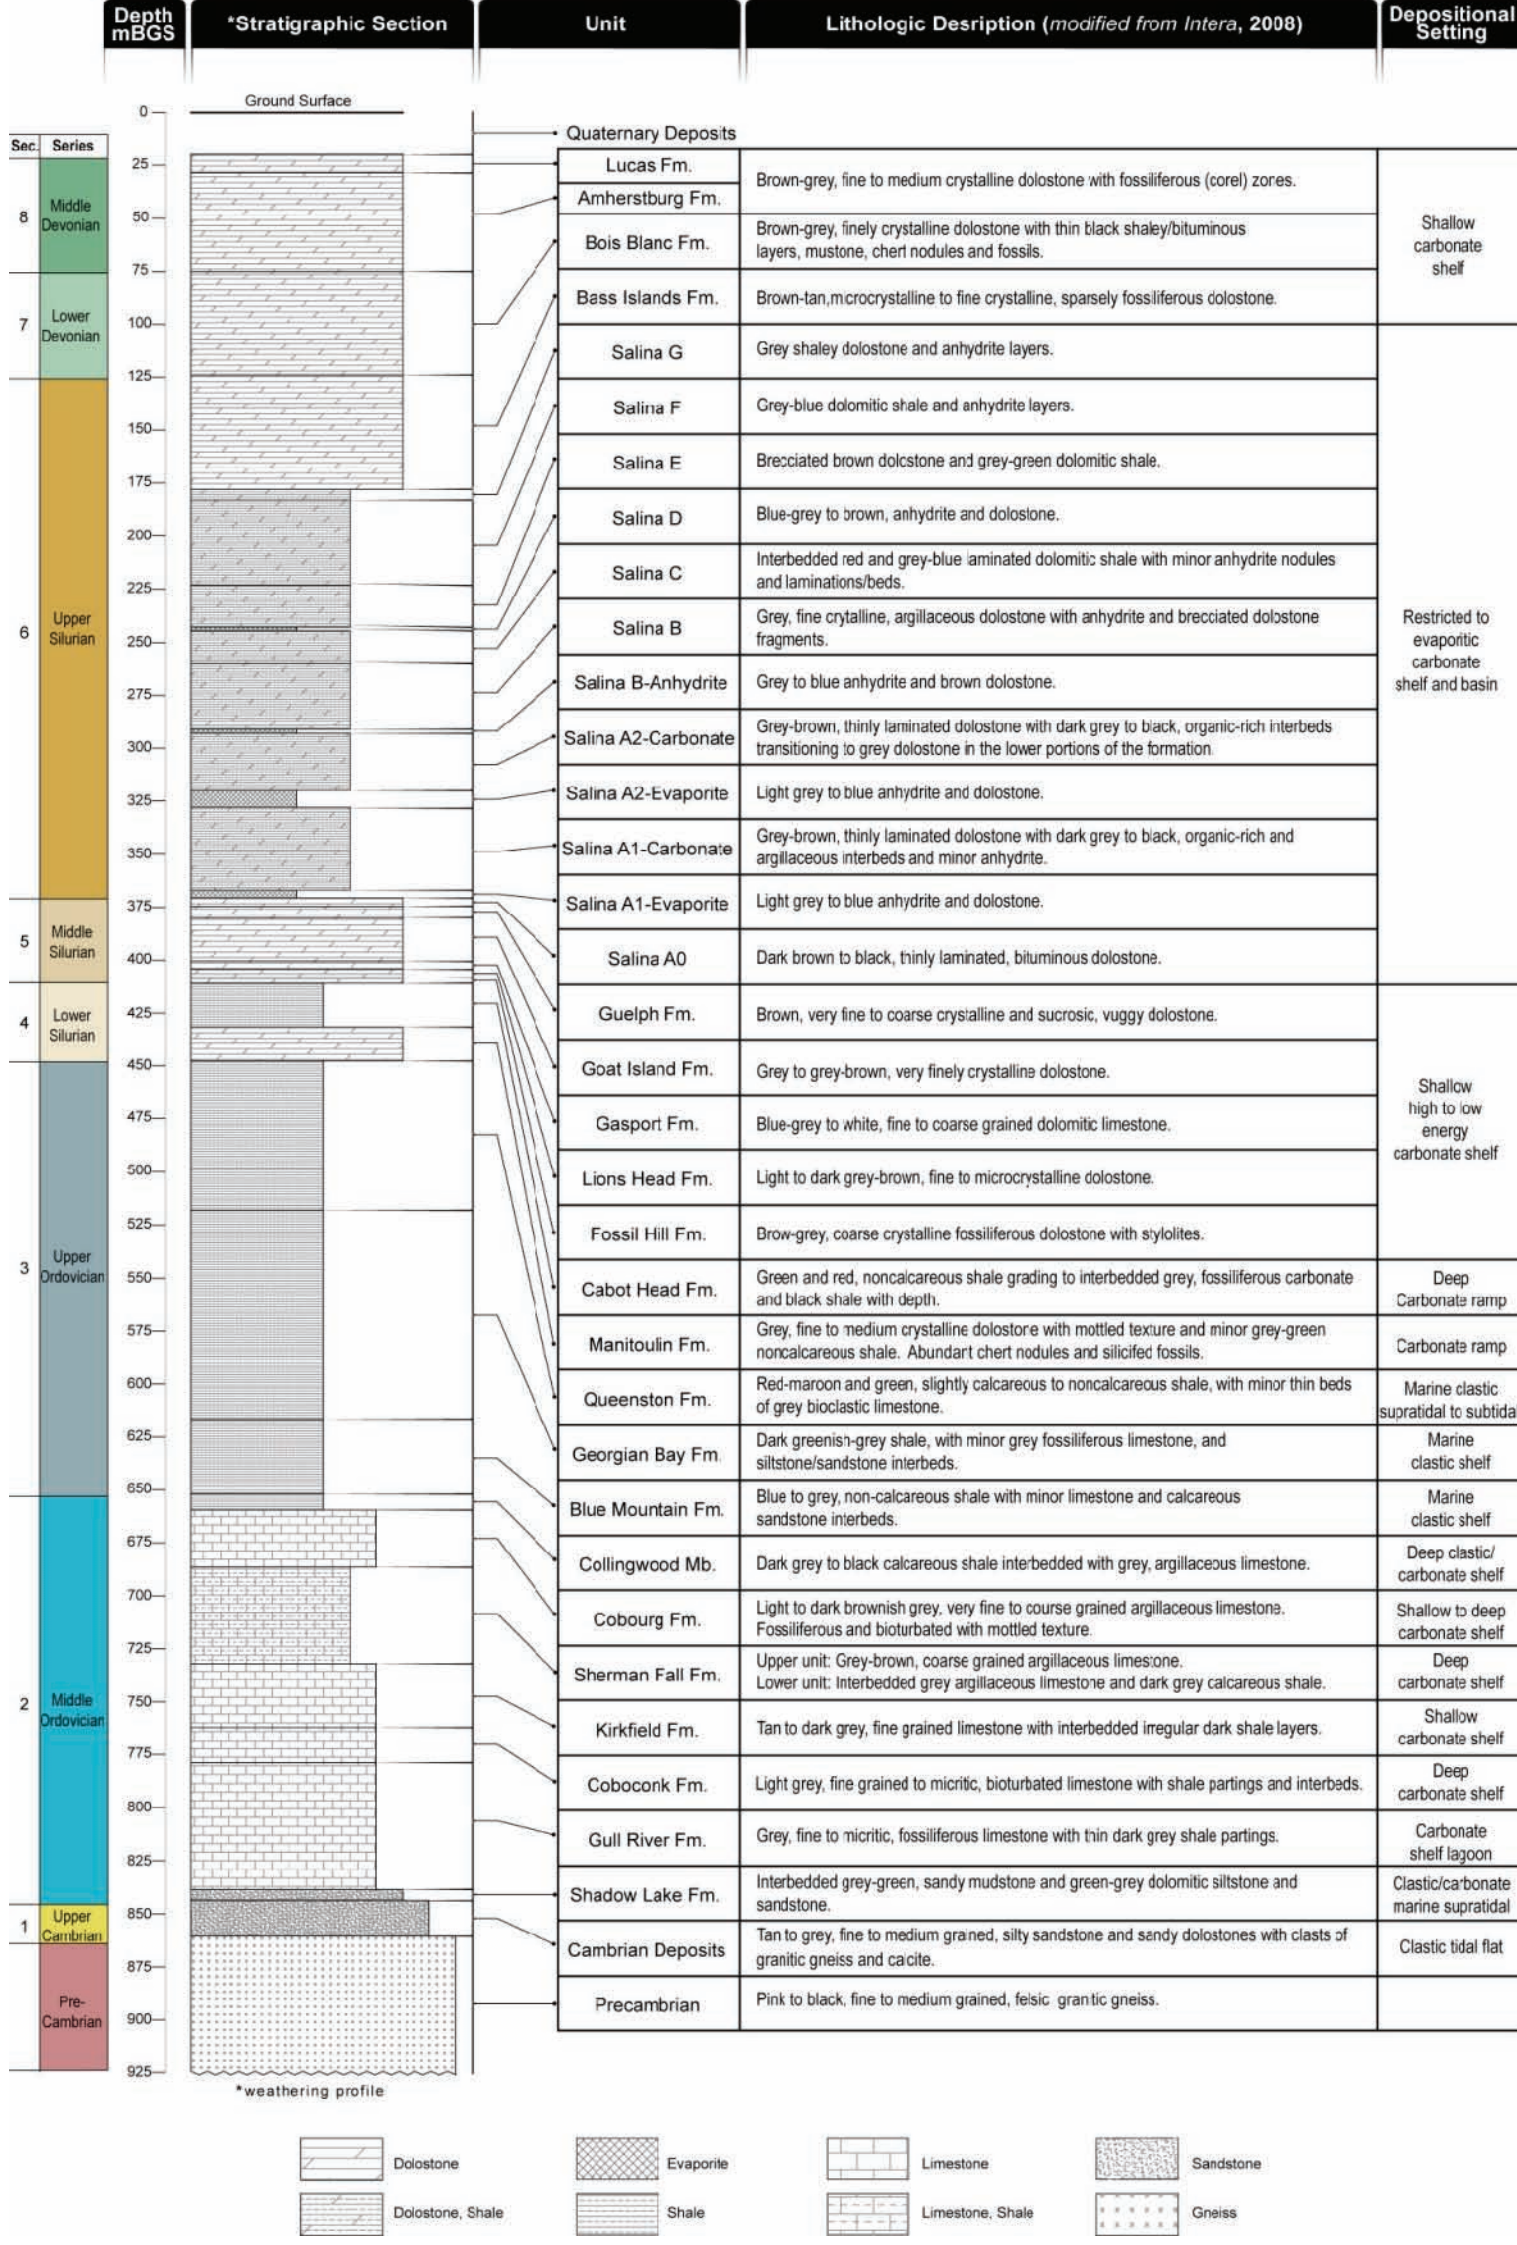 Depth
mBGS
*Stratigraphic Section
Unit
Lithologic Desription (modified from Intera, 2008)
Depositional
Setting
Ground Surface
Sec.
Series
8
Middle
Devonian
7
Lower
Devonian
6
Upper
Silurian
5
Middle
Silurian
4
Lower
Silurian
3
Upper
Ordovician
2
Middle
Ordovician
1
Upper
Cambrian
Pre-
Cambrian
0
25
50
75
100
125
150
175
200
225
250
275
300
325
350
375
400
425
450
475
500
525
550
575
600
625
650
675
700
725
750
775
800
825
850
875
900
925
*weathering profile
Quaternary Deposits
Lucas Fm.
Amherstburg Fm.
Brown-grey, fine to medium crystalline dolostone with fossiliferous (corel) zones.
Bois Blanc Fm.
Brown-grey, finely crystalline dolostone with thin black shaley/bituminous
layers, mustone, chert nodules and fossils.
Bass Islands Fm.
Brown-tan,microcrystalline to fine crystalline, sparsely fossiliferous dolostone.
Shallow
carbonate
shelf
Salina G
Grey shaley dolostone and anhydrite layers.
Salina F
Grey-blue dolomitic shale and anhydrite layers.
Salina E
Brecciated brown dolcstone and grey-green dolomitic shale.
Salina D
Blue-grey to brown, anhydrite and dolostone.
Salina C
Interbedded red and grey-blue laminated dolomitic shale with minor anhydrite nodules
and laminations/beds.
Salina B
Grey, fine crytalline, argillaceous dolostone with anhydrite and brecciated dolostone
fragments.
Salina B-Anhydrite
Grey to blue anhydrite and brown dolostone.
Salina A2-Carbonate
Grey-brown, thinly laminated dolostone with dark grey to black, organic-rich interbeds
transitioning to grey dolostone in the lower portions of the formation.
Salina A2-Evaporite
Light grey to blue anhydrite and dolostone.
Salina A1-Carbonate
Grey-brown, thinly laminated dolostone with dark grey to black, organic-rich and
argillaceous interbeds and minor anhydrite.
Salina A1-Evaporite
Light grey to blue anhydrite and dolostone.
Salina A0
Dark brown to black, thinly laminated, bituminous dolostone.
Restricted to
evaporitic
carbonate
shelf and basin
Guelph Fm.
Brown, very fine to coarse crystalline and sucrosic, vuggy dolostone.
Goat Island Fm.
Grey to grey-brown, very finely crystalline dolostone.
Gasport Fm.
Blue-grey to white, fine to coarse grained dolomitic limestone.
Lions Head Fm.
Light to dark grey-brown, fine to microcrystalline dolostone.
Fossil Hill Fm.
Brow-grey, coarse crystalline fossiliferous dolostone with stylolites.
Shallow
high to low
energy
carbonate shelf
Cabot Head Fm.
Green and red, noncalcareous shale grading to interbedded grey, fossiliferous carbonate
and black shale with depth.
Deep
Carbonate ramp
Manitoulin Fm.
Grey, fine to medium crystalline dolostone with mottled texture and minor grey-green
noncalcareous shale. Abundart chert nodules and silicifed fossils.
Carbonate ramp
Queenston Fm.
Red-maroon and green, slightly calcareous to noncalcareous shale, with minor thin beds
of grey bioclastic limestone.
Marine clastic
supratidal to subtidal
Georgian Bay Fm.
Dark greenish-grey shale, with minor grey fossiliferous limestone, and
siltstone/sandstone interbeds.
Marine
clastic shelf
Blue Mountain Fm.
Blue to grey, non-calcareous shale with minor limestone and calcareous
sandstone interbeds.
Marine
clastic shelf
Collingwood Mb.
Dark grey to black calcareous shale interbedded with grey, argillaceous limestone.
Deep clastic/
carbonate shelf
Cobourg Fm.
Light to dark brownish grey, very fine to course grained argillaceous limestone.
Fossiliferous and bioturbated with mottled texture.
Shallow to deep
carbonate shelf
Sherman Fall Fm.
Upper unit: Grey-brown, coarse grained argillaceous limestone.
Lower unit: Interbedded grey argillaceous limestone and dark grey calcareous shale.
Deep
carbonate shelf
Kirkfield Fm.
Tan to dark grey, fine grained limestone with interbedded irregular dark shale layers.
Shallow
carbonate shelf
Coboconk Fm.
Light grey, fine grained to micritic, bioturbated limestone with shale partings and interbeds.
Deep
carbonate shelf
Gull River Fm.
Grey, fine to micritic, fossiliferous limestone with thin dark grey shale partings.
Carbonate
shelf lagoon
Shadow Lake Fm.
Interbedded grey-green, sandy mudstone and green-grey dolomitic siltstone and
sandstone.
Clastic/carbonate
marine supratidal
Cambrian Deposits
Tan to grey, fine to medium grained, silty sandstone and sandy dolostones with clasts of
granitic gneiss and calcite.
Clastic tidal flat
Precambrian
Pink to black, fine to medium grained, felsic grantic gneiss.
Dolostone
Evaporite
Limestone
Sandstone
Dolostone, Shale
Shale
Limestone, Shale
Gneiss